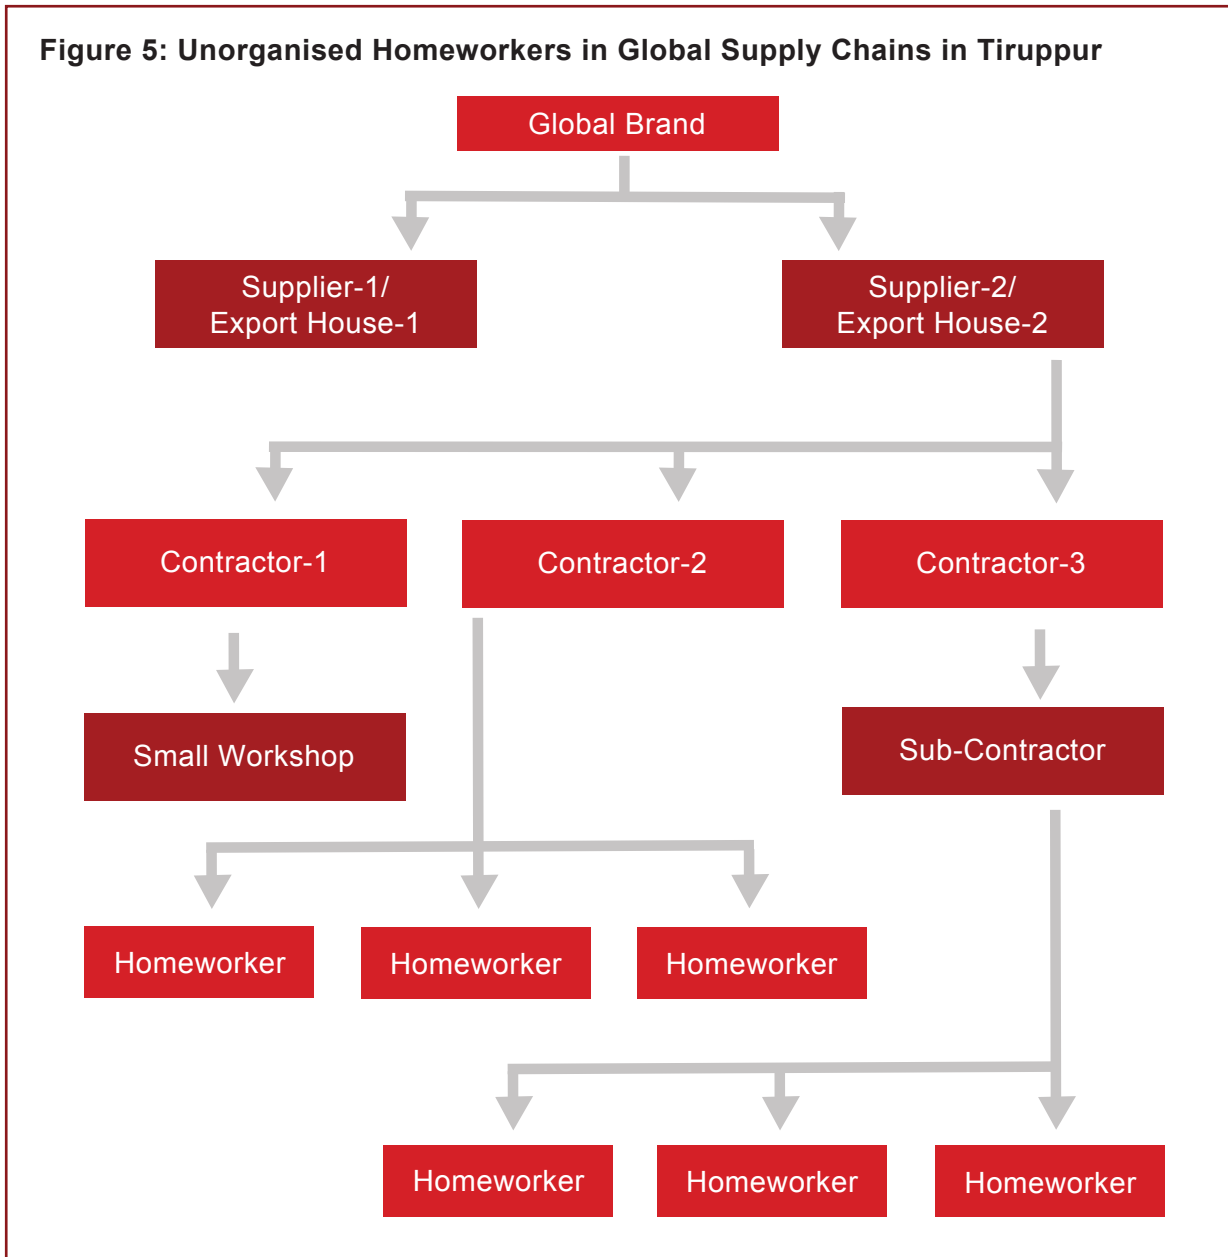 Figure 5: Unorganised Homeworkers in Global Supply Chains in Tiruppur
Global Brand
Supplier-1/
Export House-1
Supplier-2/
Export House-2
Contractor-1
Contractor-2
Contractor-3
Small Workshop
Sub-Contractor
Homeworker
Homeworker
Homeworker
Homeworker
Homeworker
Homeworker